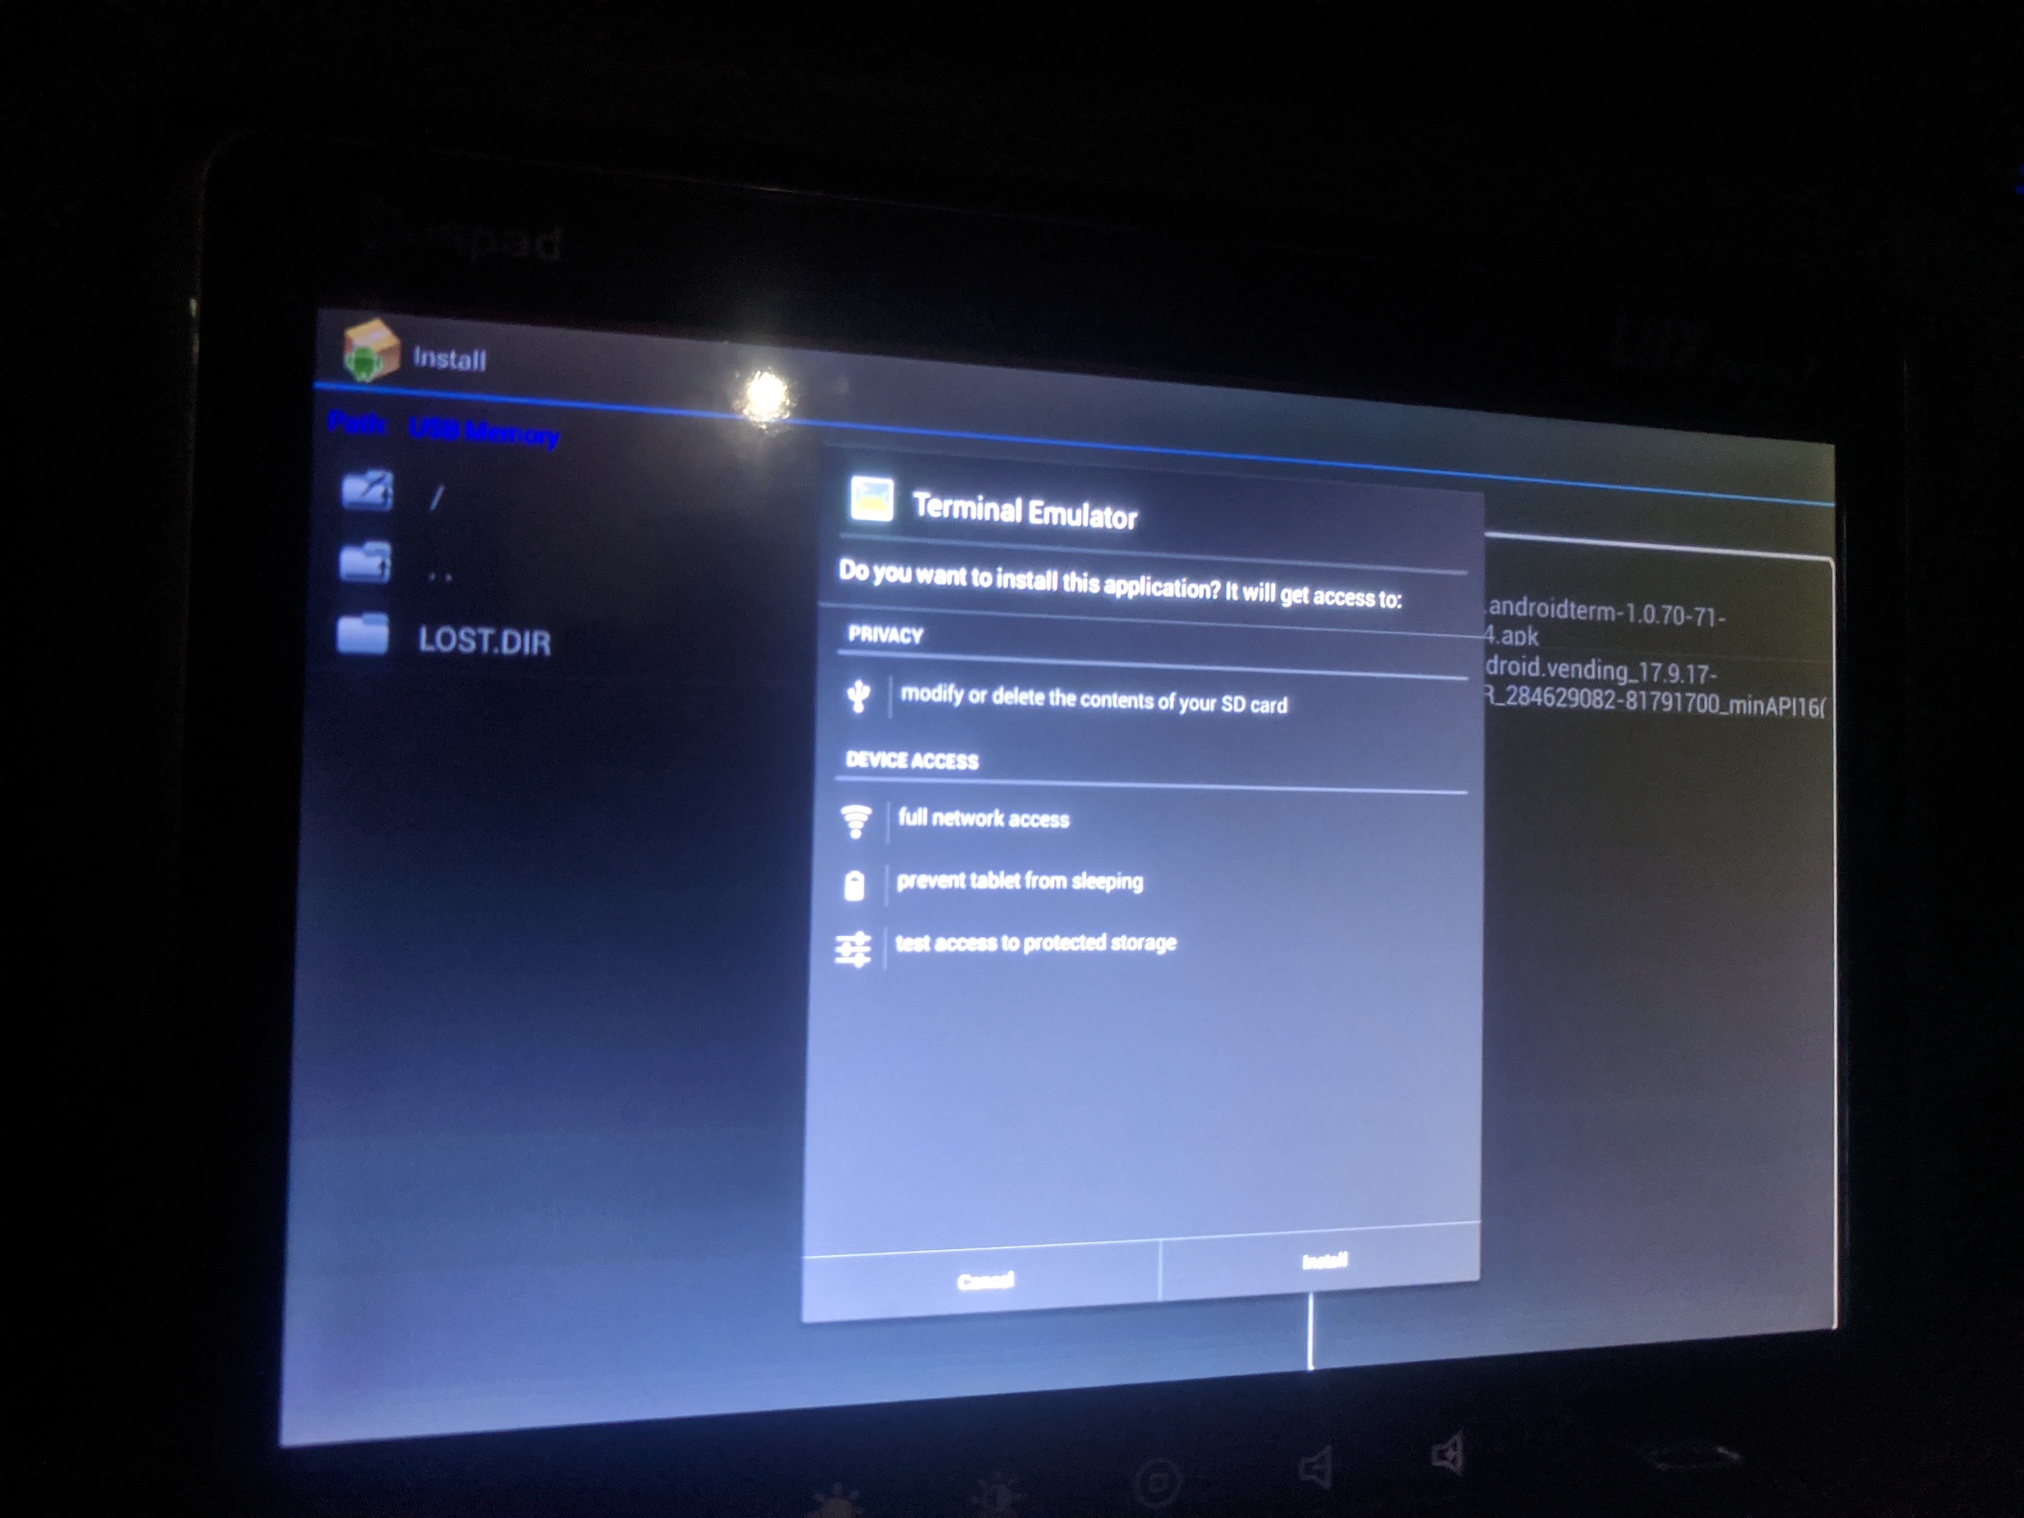 pad
Install
Path: USB Memory
/
..
LOST.DIR
Terminal Emulator
Do you want to install this application? It will get access to:
PRIVACY
modify or delete the contents of your SD card
DEVICE ACCESS
full network access
prevent tablet from sleeping
test access to protected storage
Cancel
Install
.androidterm-1.0.70-71-
4.apk
droid.vending_17.9.17-
R_284629082-81791700_minAPI16(